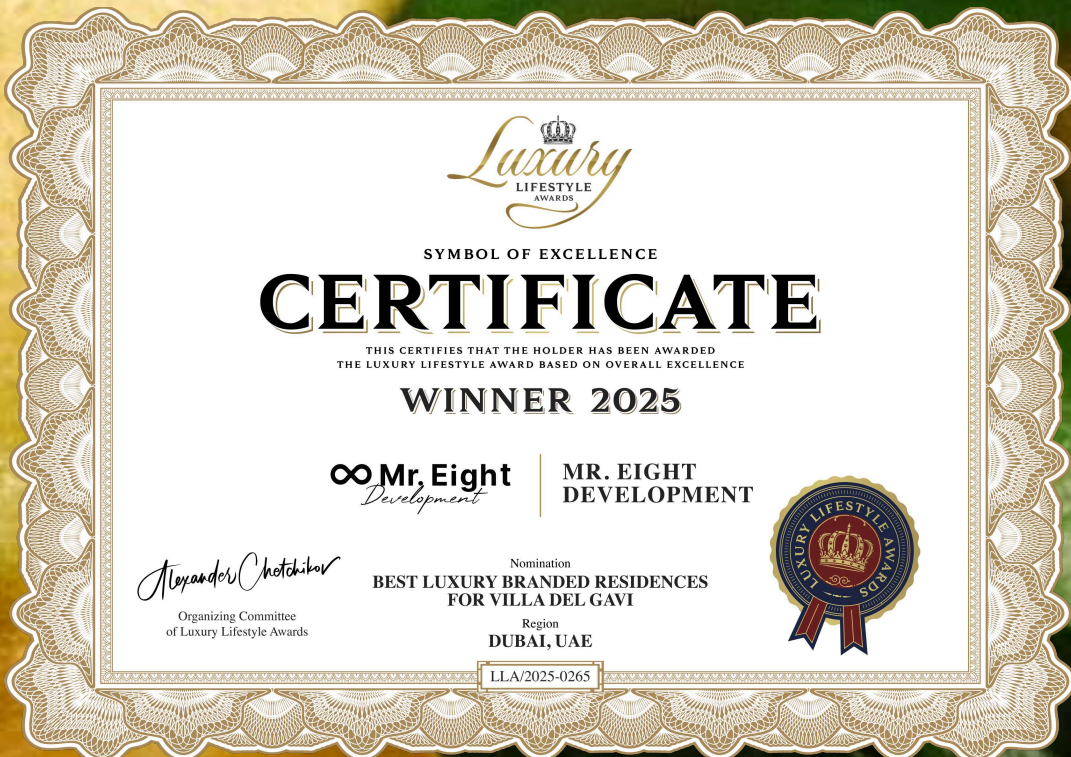 Luxury
LIFESTYLE
AWARDS
SYMBOL OF EXCELLENCE
CERTIFICATE
THIS CERTIFIES THAT THE HOLDER HAS BEEN AWARDED
THE LUXURY LIFESTYLE AWARD BASED ON OVERALL EXCELLENCE
WINNER 2025
Mr. Eight
Development
MR. EIGHT
DEVELOPMENT
LUXURY LIFESTYLE AWARDS
Alexander Chetchikov
Organizing Committee
of Luxury Lifestyle Awards
Nomination
BEST LUXURY BRANDED RESIDENCES
FOR VILLA DEL GAVI
Region
DUBAI, UAE
LLA/2025-0265